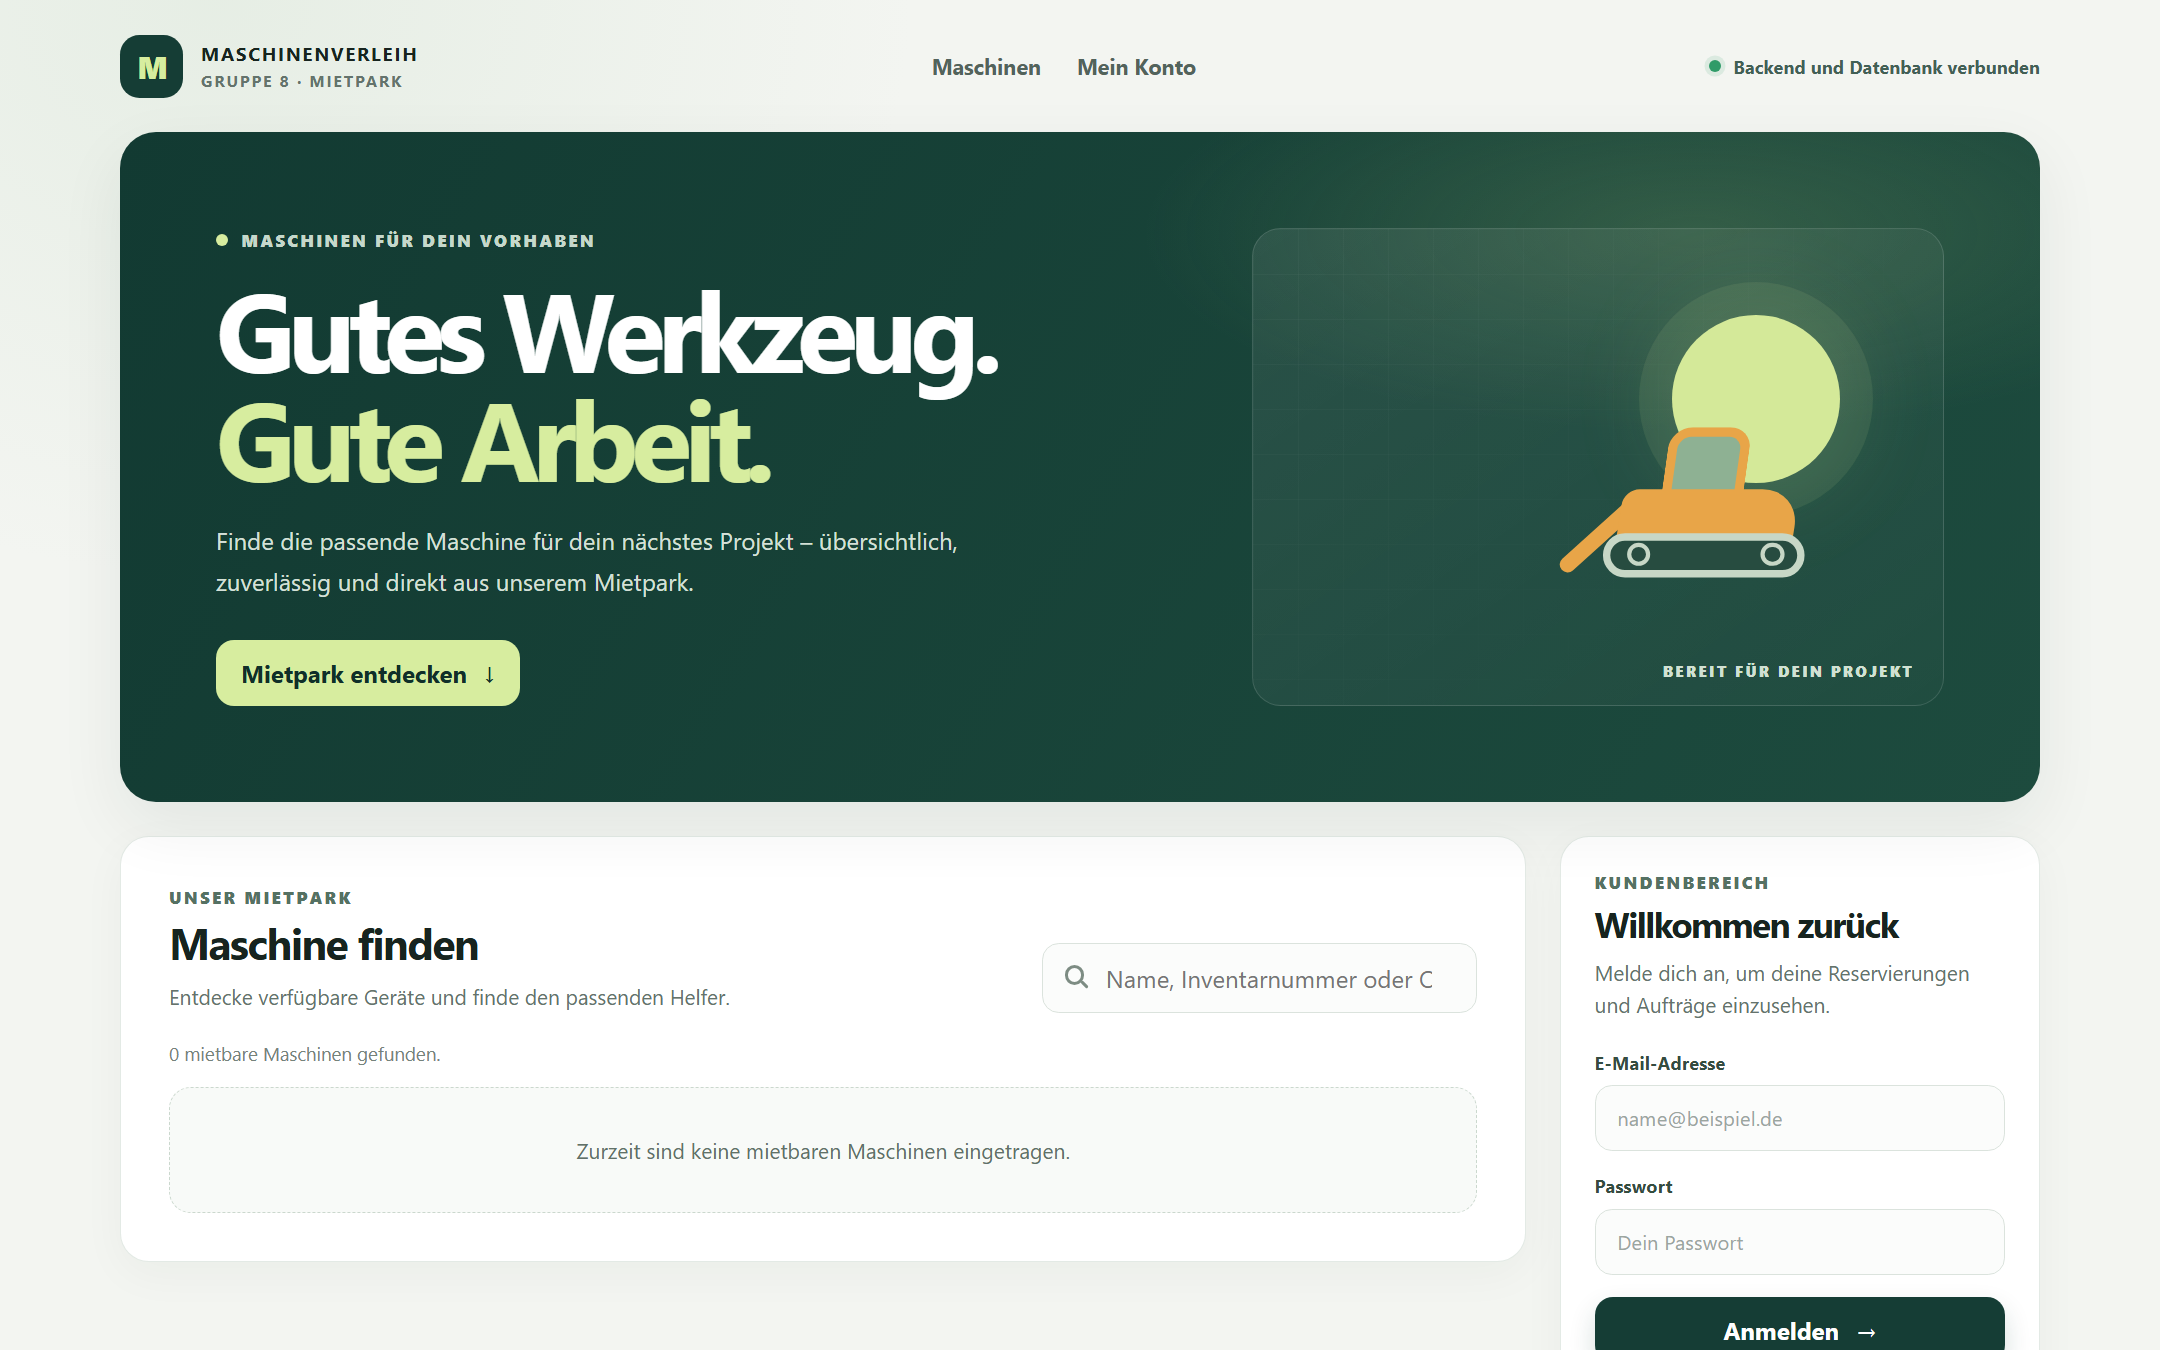 M
MASCHINENVERLEIH
GRUPPE 8 · MIETPARK
Maschinen
Mein Konto
Backend und Datenbank verbunden
MASCHINEN FÜR DEIN VORHABEN
Gutes Werkzeug.
Gute Arbeit.
Finde die passende Maschine für dein nächstes Projekt – übersichtlich,
zuverlässig und direkt aus unserem Mietpark.
Mietpark entdecken ↓
BEREIT FÜR DEIN PROJEKT
UNSER MIETPARK
Maschine finden
Entdecke verfügbare Geräte und finde den passenden Helfer.
Name, Inventarnummer oder
0 mietbare Maschinen gefunden.
Zurzeit sind keine mietbaren Maschinen eingetragen.
KUNDENBEREICH
Willkommen zurück
Melde dich an, um deine Reservierungen
und Aufträge einzusehen.
E-Mail-Adresse
name@beispiel.de
Passwort
Dein Passwort
Anmelden →